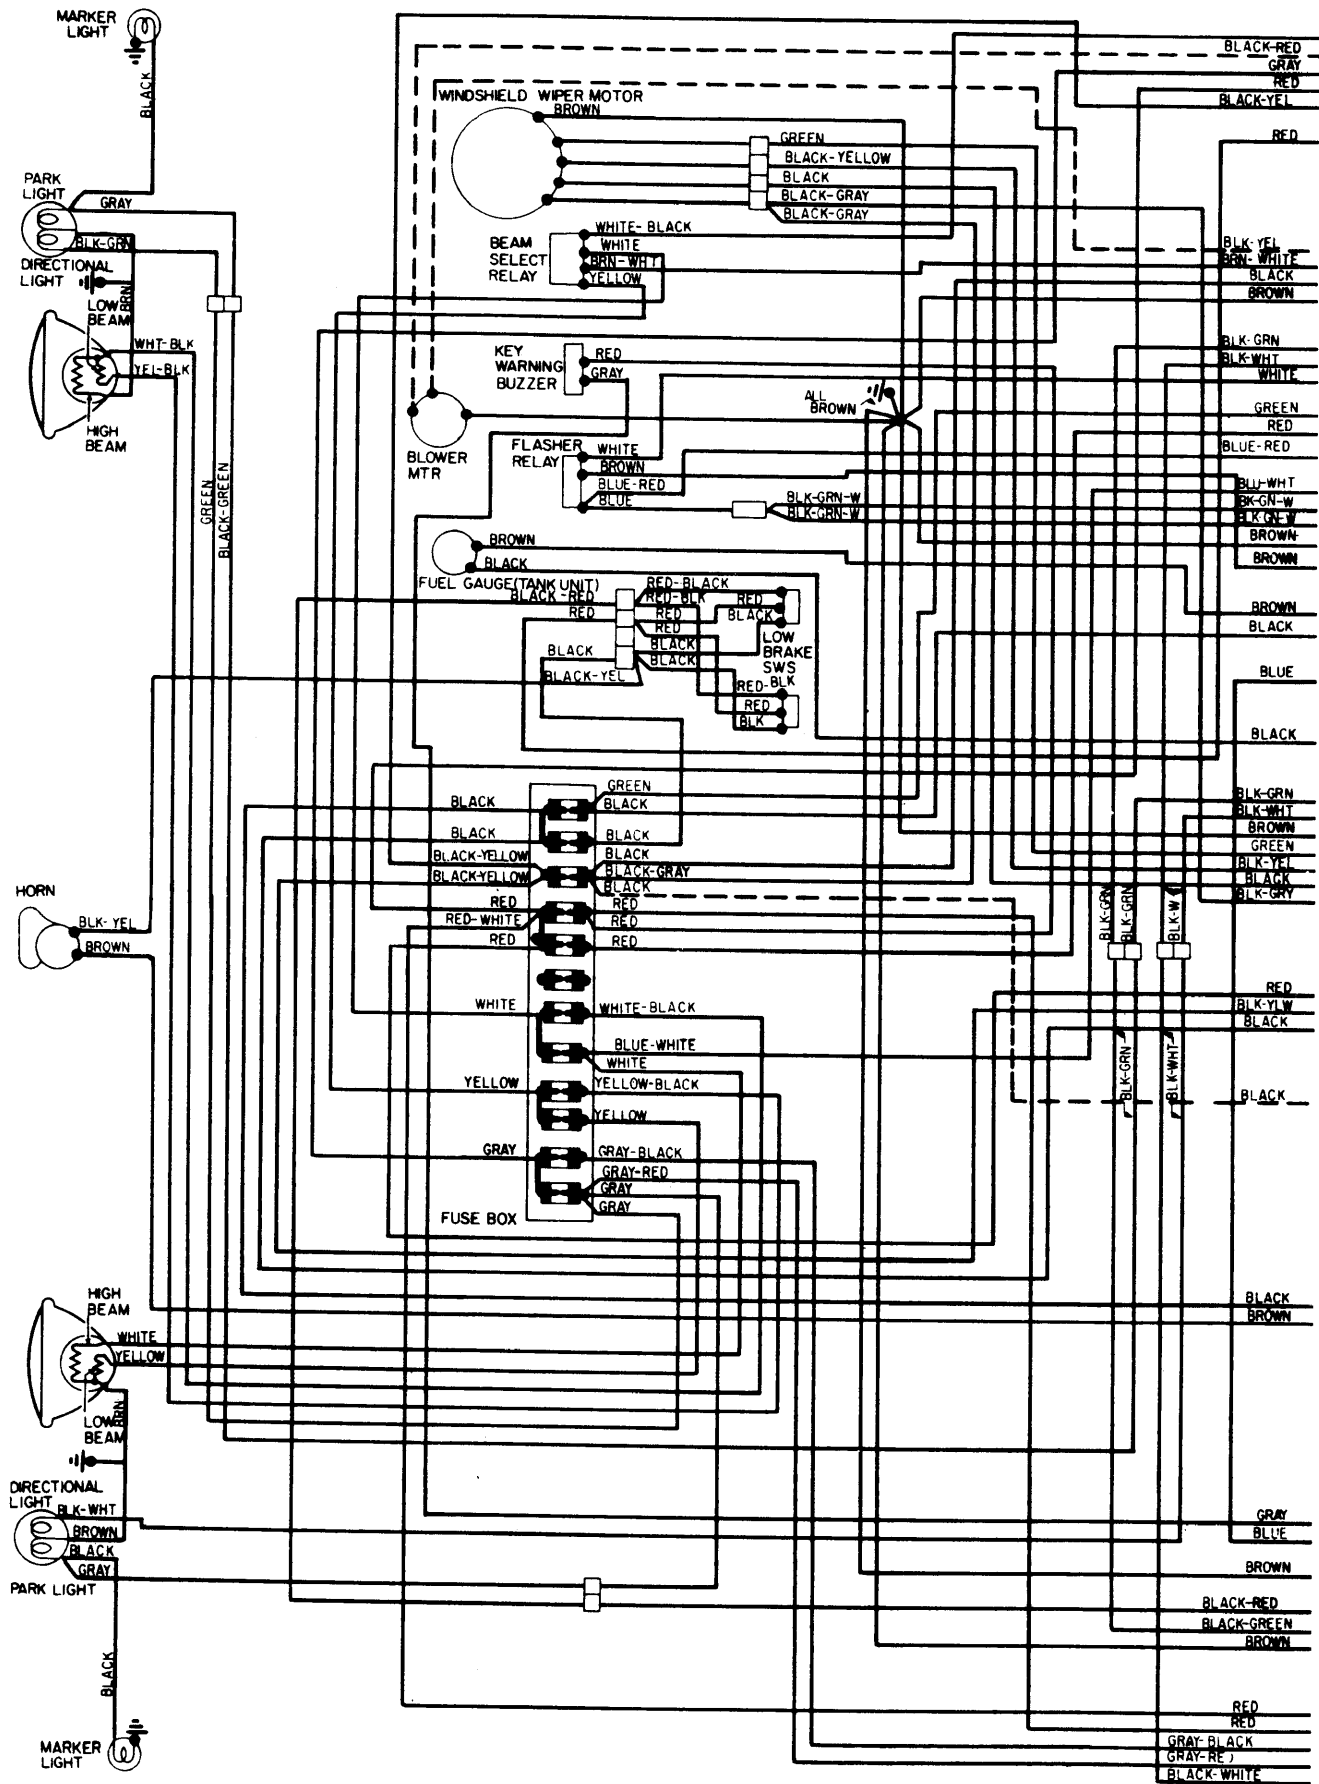 MARKER
LIGHT
BLACK
PARK
LIGHT
GRAY
BLK-GRN
DIRECTIONAL
LIGHT
BRN
LOW
BEAM
WHT-BLK
YEL-BLK
HIGH
BEAM
GREEN
BLACK-GREEN
WINDSHIELD WIPER MOTOR
BROWN
GREEN
BLACK-YELLOW
BLACK
BLACK-GRAY
BLACK-GRAY
BEAM
SELECT
RELAY
WHITE-BLACK
WHITE
BRN-WHT
YELLOW
KEY
WARNING
BUZZER
RED
GRAY
ALL
BROWN
BLOWER
MTR
FLASHER
RELAY
WHITE
BROWN
BLUE-RED
BLUE
BLK-GRN-W
BLK-GRN-W
BROWN
BLACK
FUEL GAUGE(TANK UNIT)
BLACK-RED
RED
BLACK
BLACK-YEL
RED-BLACK
RED-BLK
RED
RED
RED
BLACK
BLACK
BLACK
LOW
BRAKE
SWS
RED-BLK
RED
BLK
HORN
BLK-YEL
BROWN
BLACK
BLACK
BLACK-YELLOW
BLACK-YELLOW
RED
RED-WHITE
RED
WHITE
YELLOW
GRAY
GREEN
BLACK
BLACK
BLACK
BLACK-GRAY
BLACK
RED
RED
RED
WHITE-BLACK
BLUE-WHITE
WHITE
YELLOW-BLACK
YELLOW
GRAY-BLACK
GRAY-RED
GRAY
GRAY
FUSE BOX
HIGH
BEAM
WHITE
YELLOW
LOW
BEAM
BRN
DIRECTIONAL
LIGHT
BLK-WHT
BROWN
BLACK
GRAY
PARK LIGHT
BLACK
MARKER
LIGHT
BLACK-RED
GRAY
RED
BLACK-YEL
RED
BLK-YEL
BRN-WHITE
BLACK
BROWN
BLK-GRN
BLK-WHT
WHITE
GREEN
RED
BLUE-RED
BLU-WHT
BK-GN-W
BLK-GN-W
BROWN
BROWN
BROWN
BLACK
BLUE
BLACK
BLK-GRN
BLK-WHT
BROWN
GREEN
BLK-YEL
BLACK
BLK-GRY
BLK-GRN
BLK-GRN
BLK-W
RED
BLK-YLW
BLACK
BLK-GRN
BLK-WHT
BLACK
BLACK
BROWN
GRAY
BLUE
BROWN
BLACK-RED
BLACK-GREEN
BROWN
RED
RED
GRAY-BLACK
GRAY-RE
BLACK-WHITE